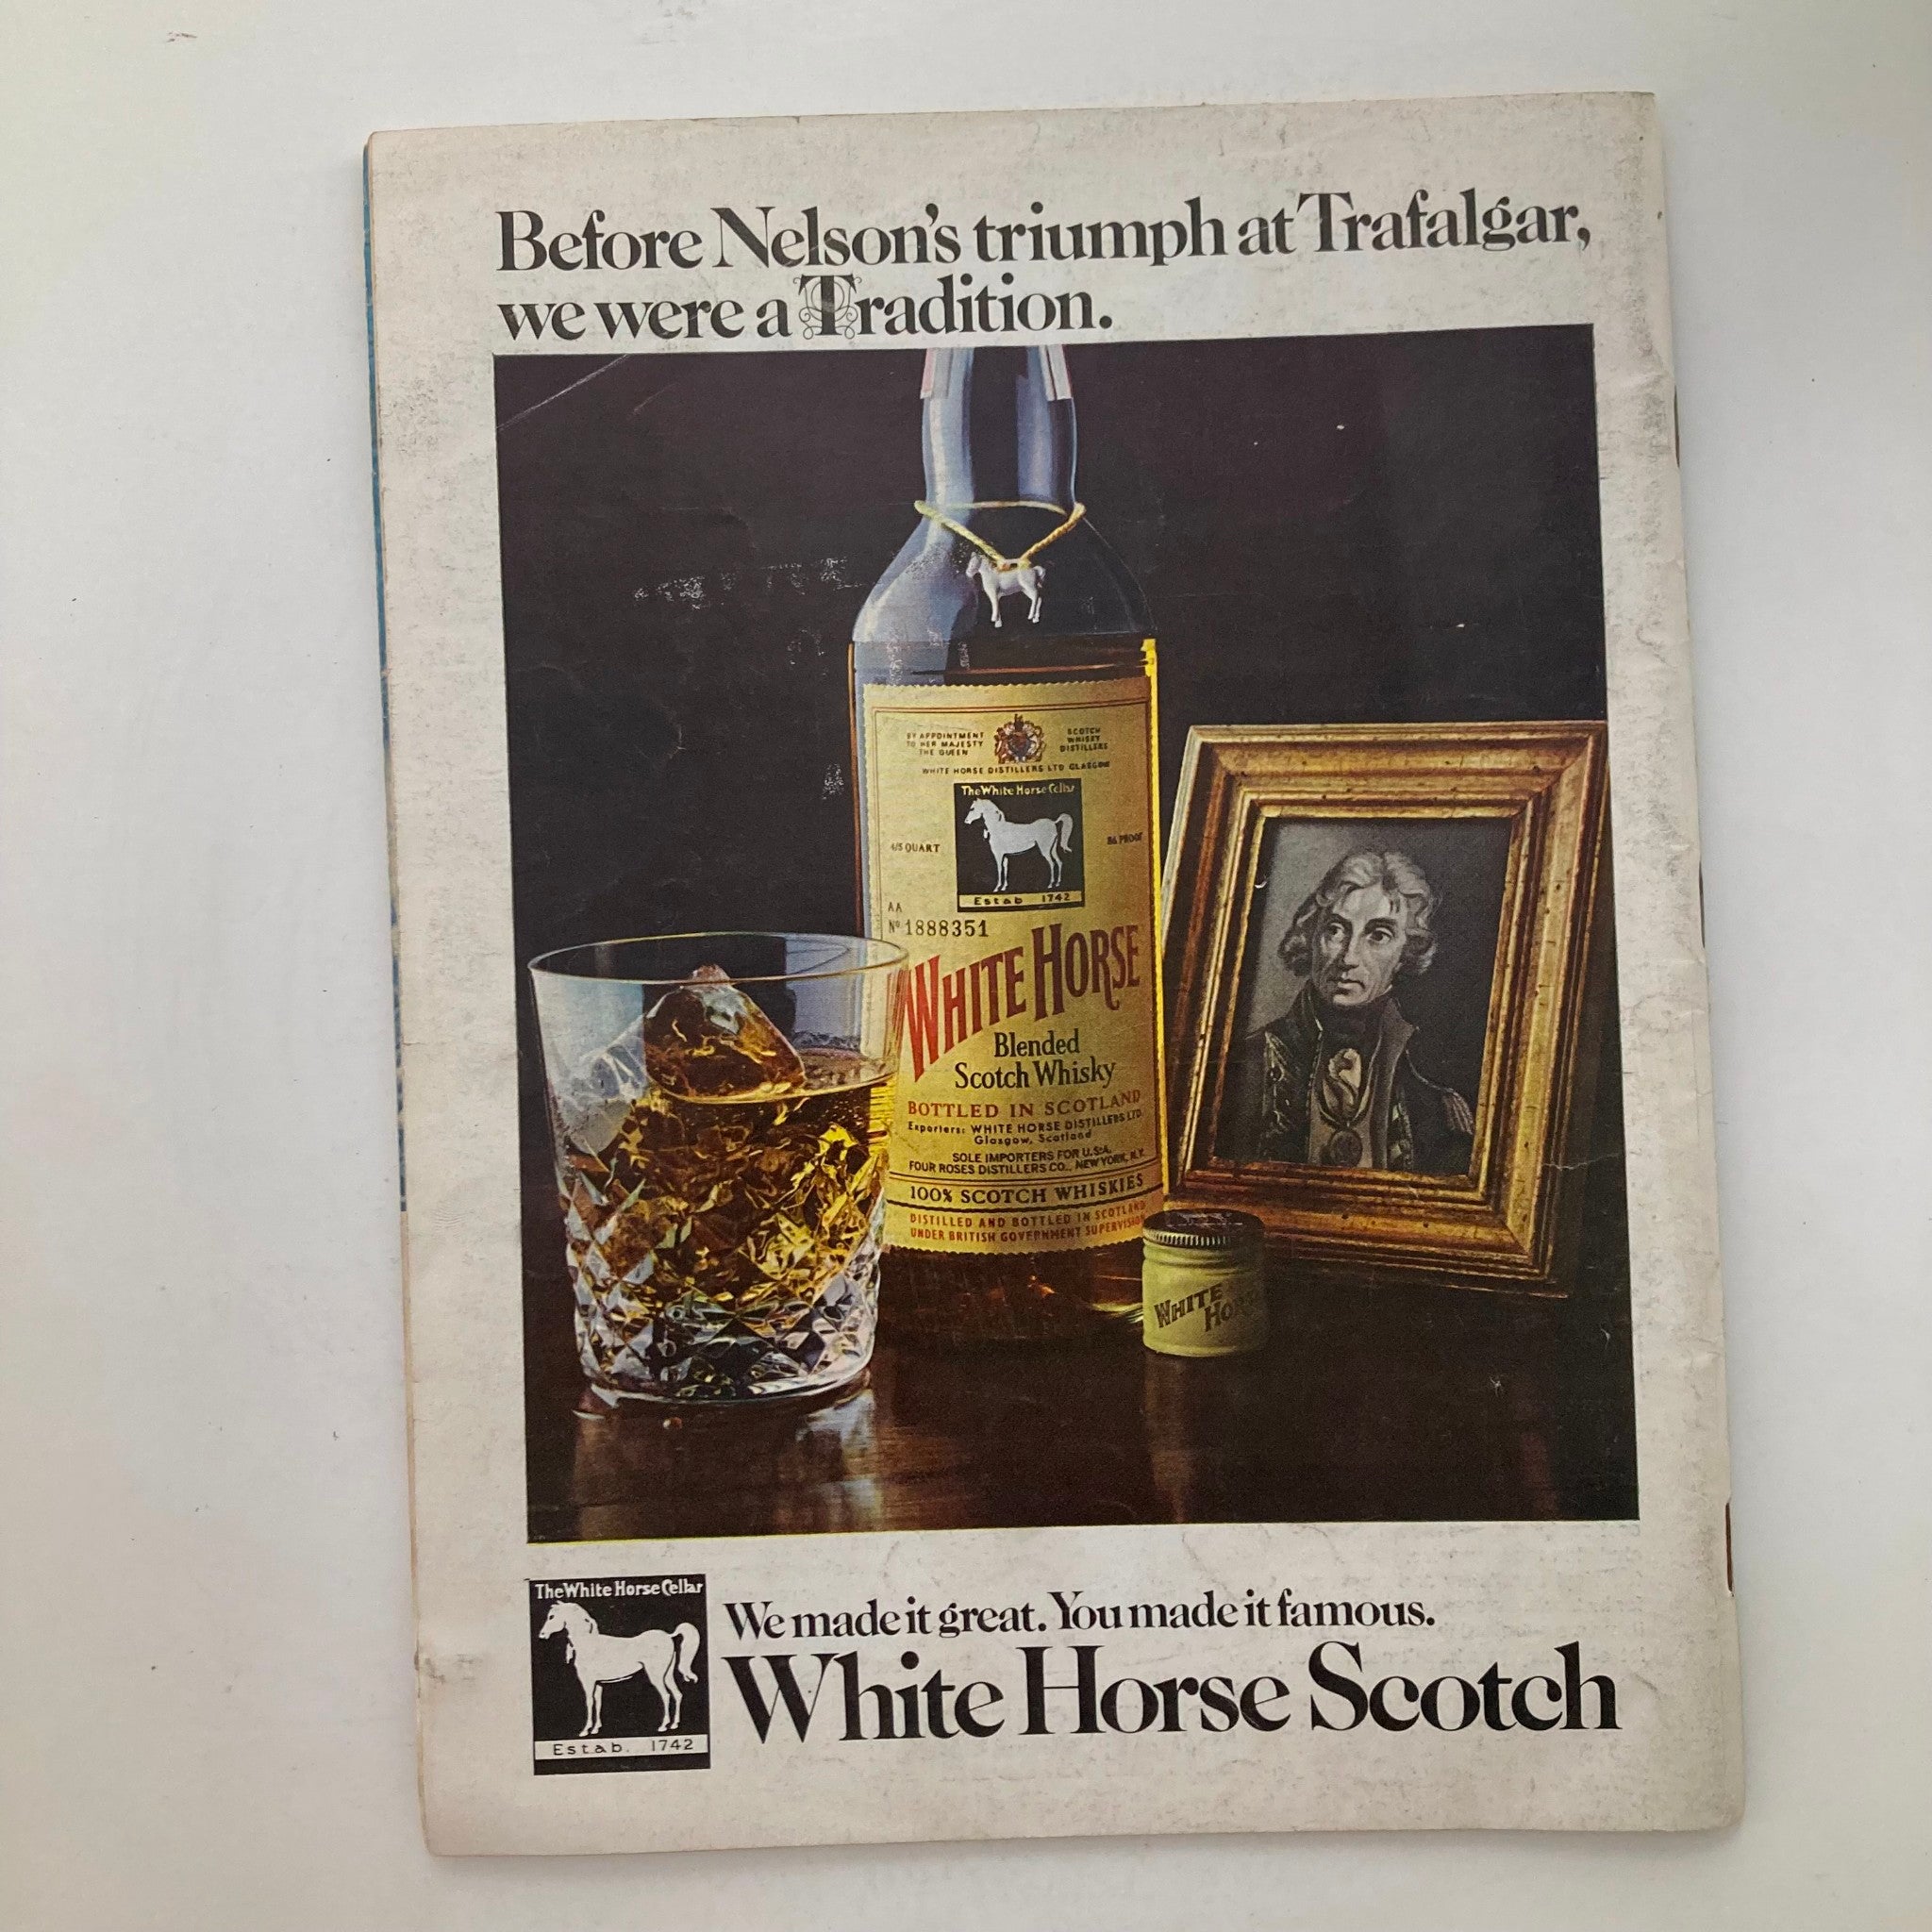 Before Nelson's triumph at Trafalgar,
we were a Tradition.
BY APPOINTMENT
TO HER MAJESTY
THE QUEEN
SCOTCH
WHISKY
DISTILLERS
WHITE HORSE DISTILLERS LTD GLASGOW
The White Horse Cellar
4/5 QUART
86 PROOF
Estab 1742
AA
Nº 1888351
WHITE HORSE
Blended
Scotch Whisky
BOTTLED IN SCOTLAND
Exporters: WHITE HORSE DISTILLERS LTD.
Glasgow, Scotland
SOLE IMPORTERS FOR U.S.A.
FOUR ROSES DISTILLERS CO., NEW YORK, N.Y.
100% SCOTCH WHISKIES
DISTILLED AND BOTTLED IN SCOTLAND
UNDER BRITISH GOVERNMENT SUPERVISION
WHITE
HORSE
The White Horse Cellar
Estab. 1742
We made it great. You made it famous.
White Horse Scotch